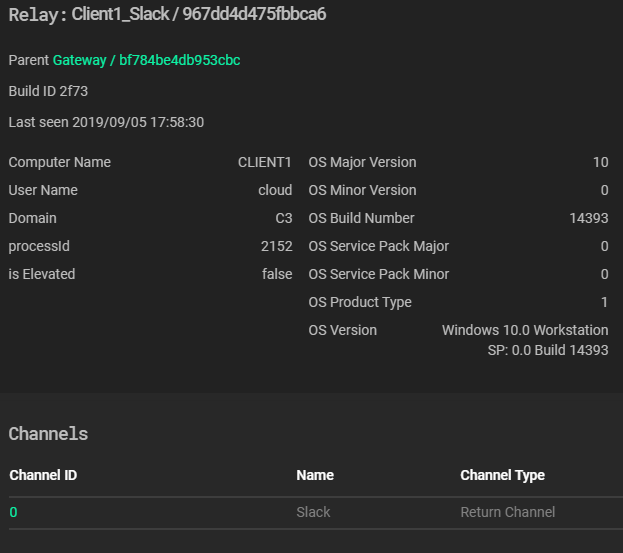 Relay: Client1_Slack / 967dd4d475fbbca6
Parent Gateway / bf784be4db953cbc
Build ID 2f73
Last seen 2019/09/05 17:58:30
Computer Name CLIENT1 OS Major Version 10
User Name cloud OS Minor Version 0
Domain C3 OS Build Number 14393
processId 2152 OS Service Pack Major 0
is Elevated false OS Service Pack Minor 0
OS Product Type 1
OS Version Windows 10.0 Workstation
SP: 0.0 Build 14393
Channels
Channel ID Name Channel Type
0 Slack Return Channel